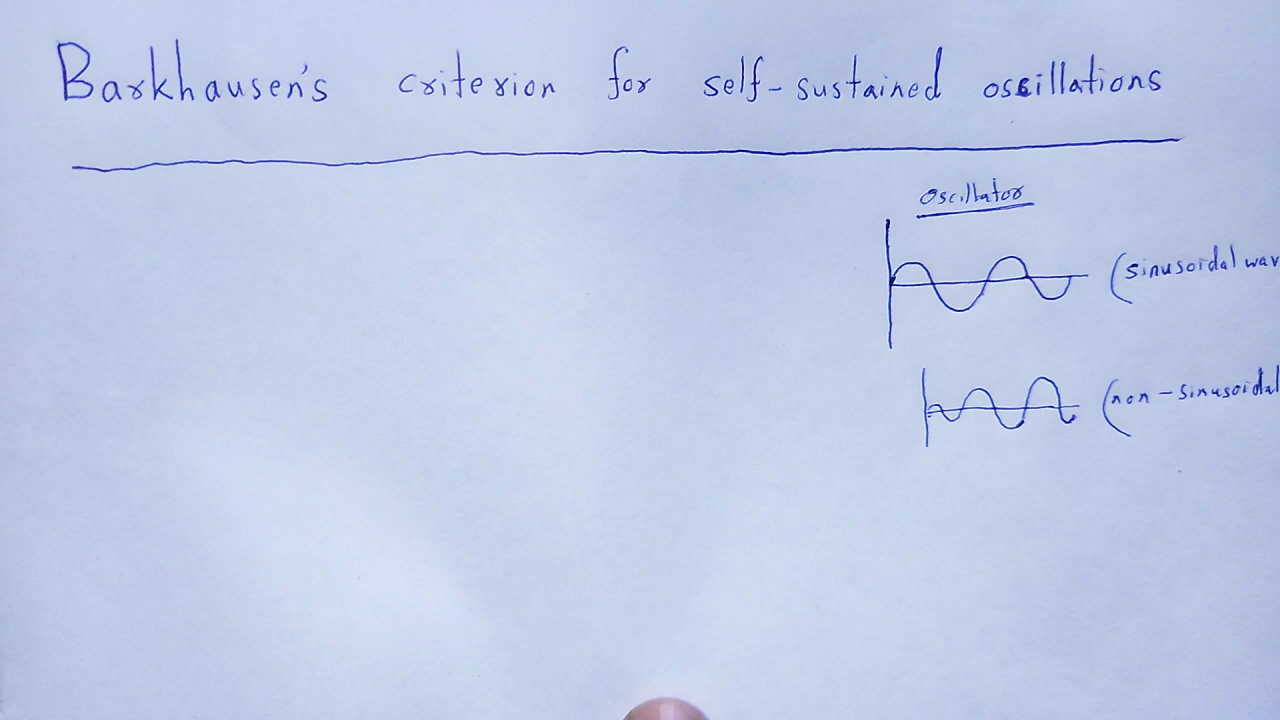 Barkhausen's criterion for self-sustained oscillations
Oscillator
(sinusoidal wav
(non-sinusoidal